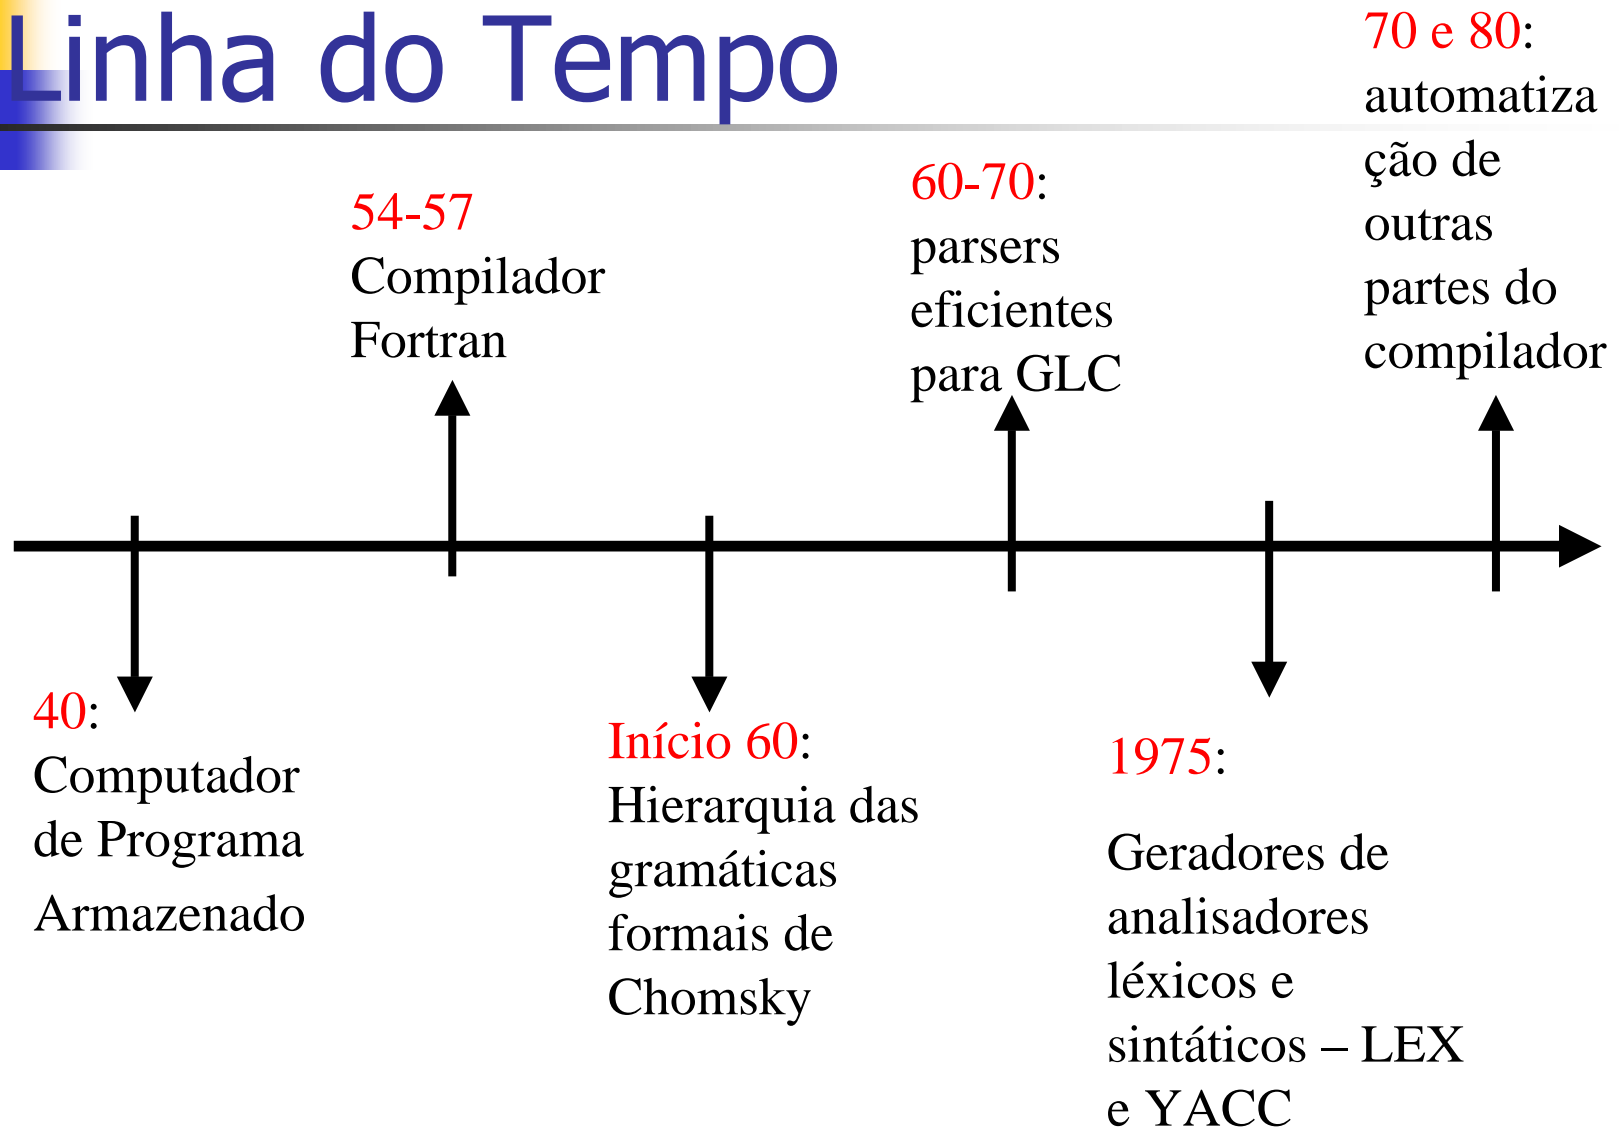 Linha do Tempo
40:
Computador
de Programa
Armazenado
54-57
Compilador
Fortran
Início 60:
Hierarquia das
gramáticas
formais de
Chomsky
60-70:
parsers
eficientes
para GLC
1975:
Geradores de
analisadores
léxicos e
sintáticos – LEX
e YACC
70 e 80:
automatiza
ção de
outras
partes do
compilador